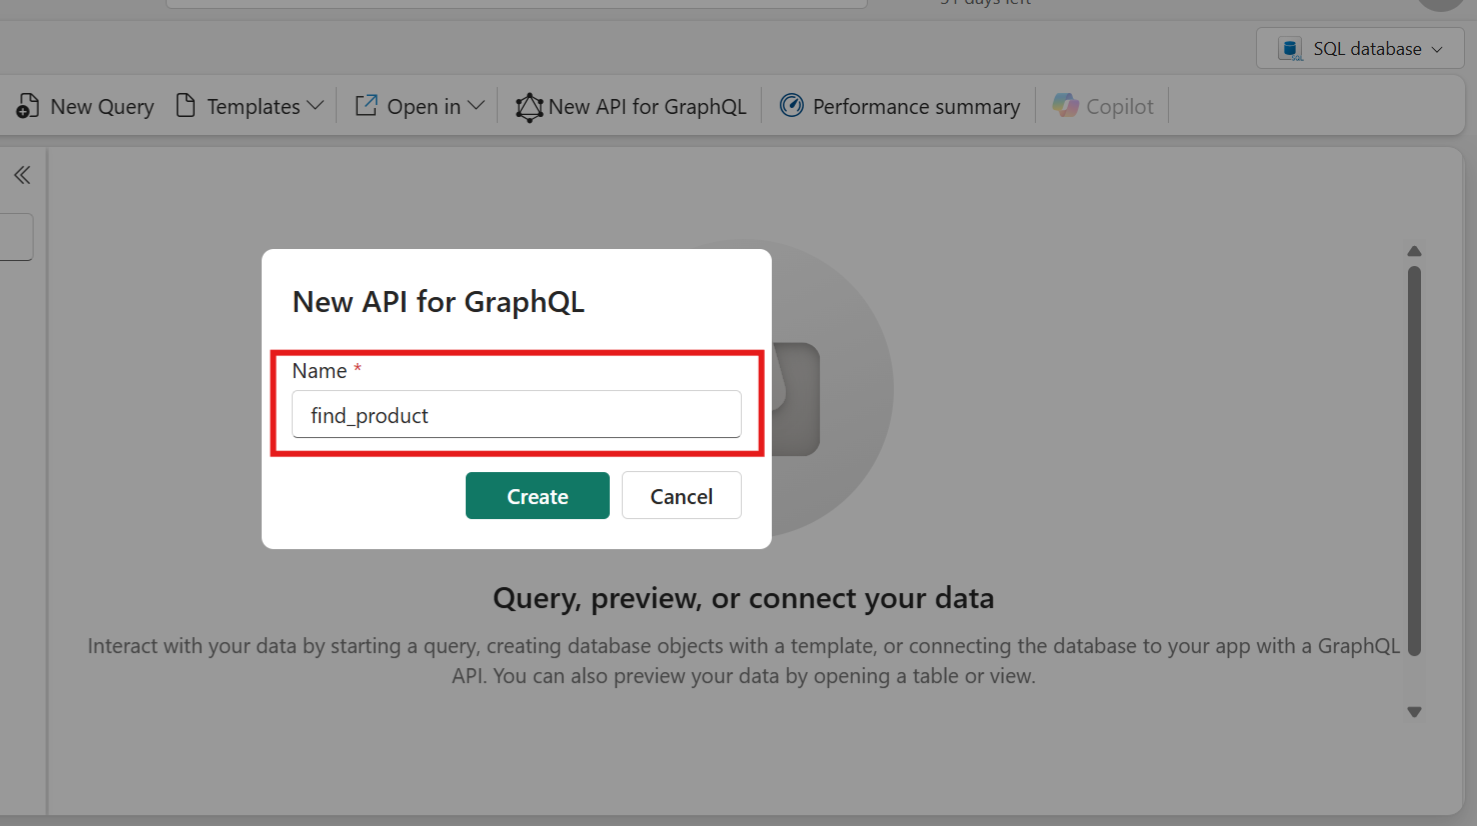 SQL database
New Query
Templates
Open in
New API for GraphQL
Performance summary
Copilot
New API for GraphQL
Name *
find_product
Create
Cancel
Query, preview, or connect your data
Interact with your data by starting a query, creating database objects with a template, or connecting the database to your app with a GraphQL
API. You can also preview your data by opening a table or view.